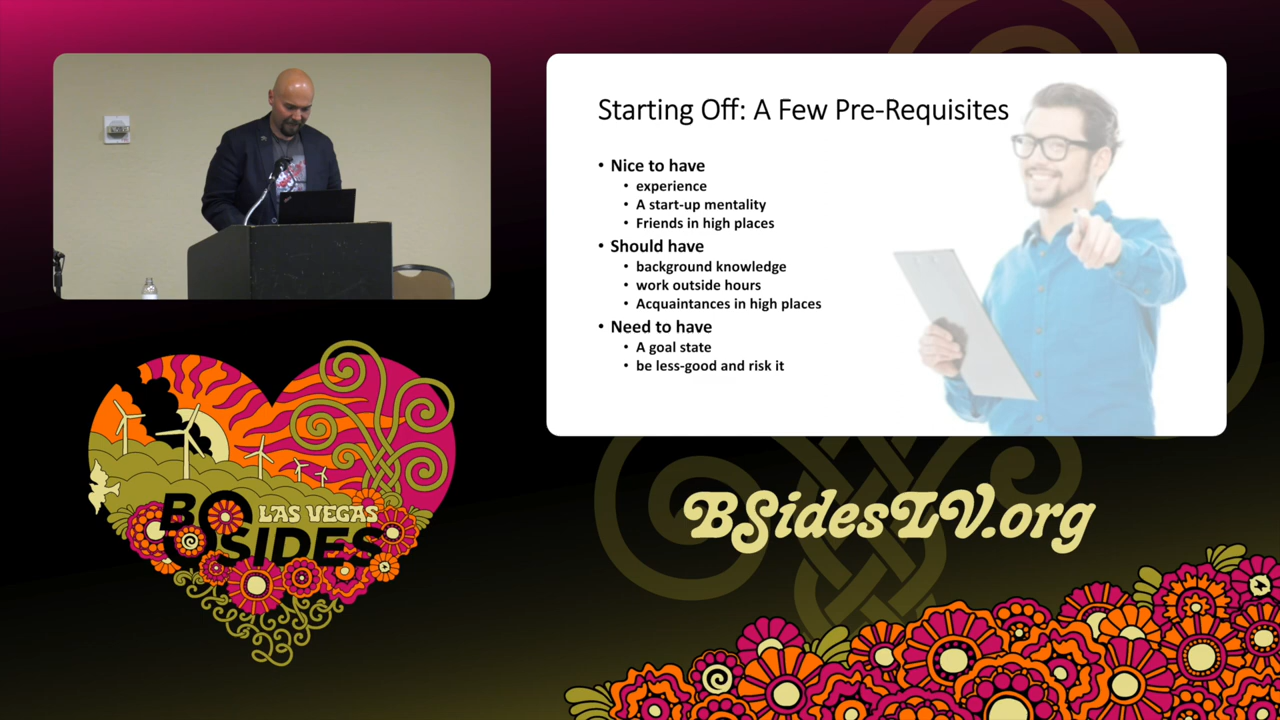 Starting Off: A Few Pre-Requisites
• Nice to have
• experience
• A start-up mentality
• Friends in high places
• Should have
• background knowledge
• work outside hours
• Acquaintances in high places
• Need to have
• A goal state
• be less-good and risk it
LAS VEGAS
BSIDES
BSidesLV.org
23